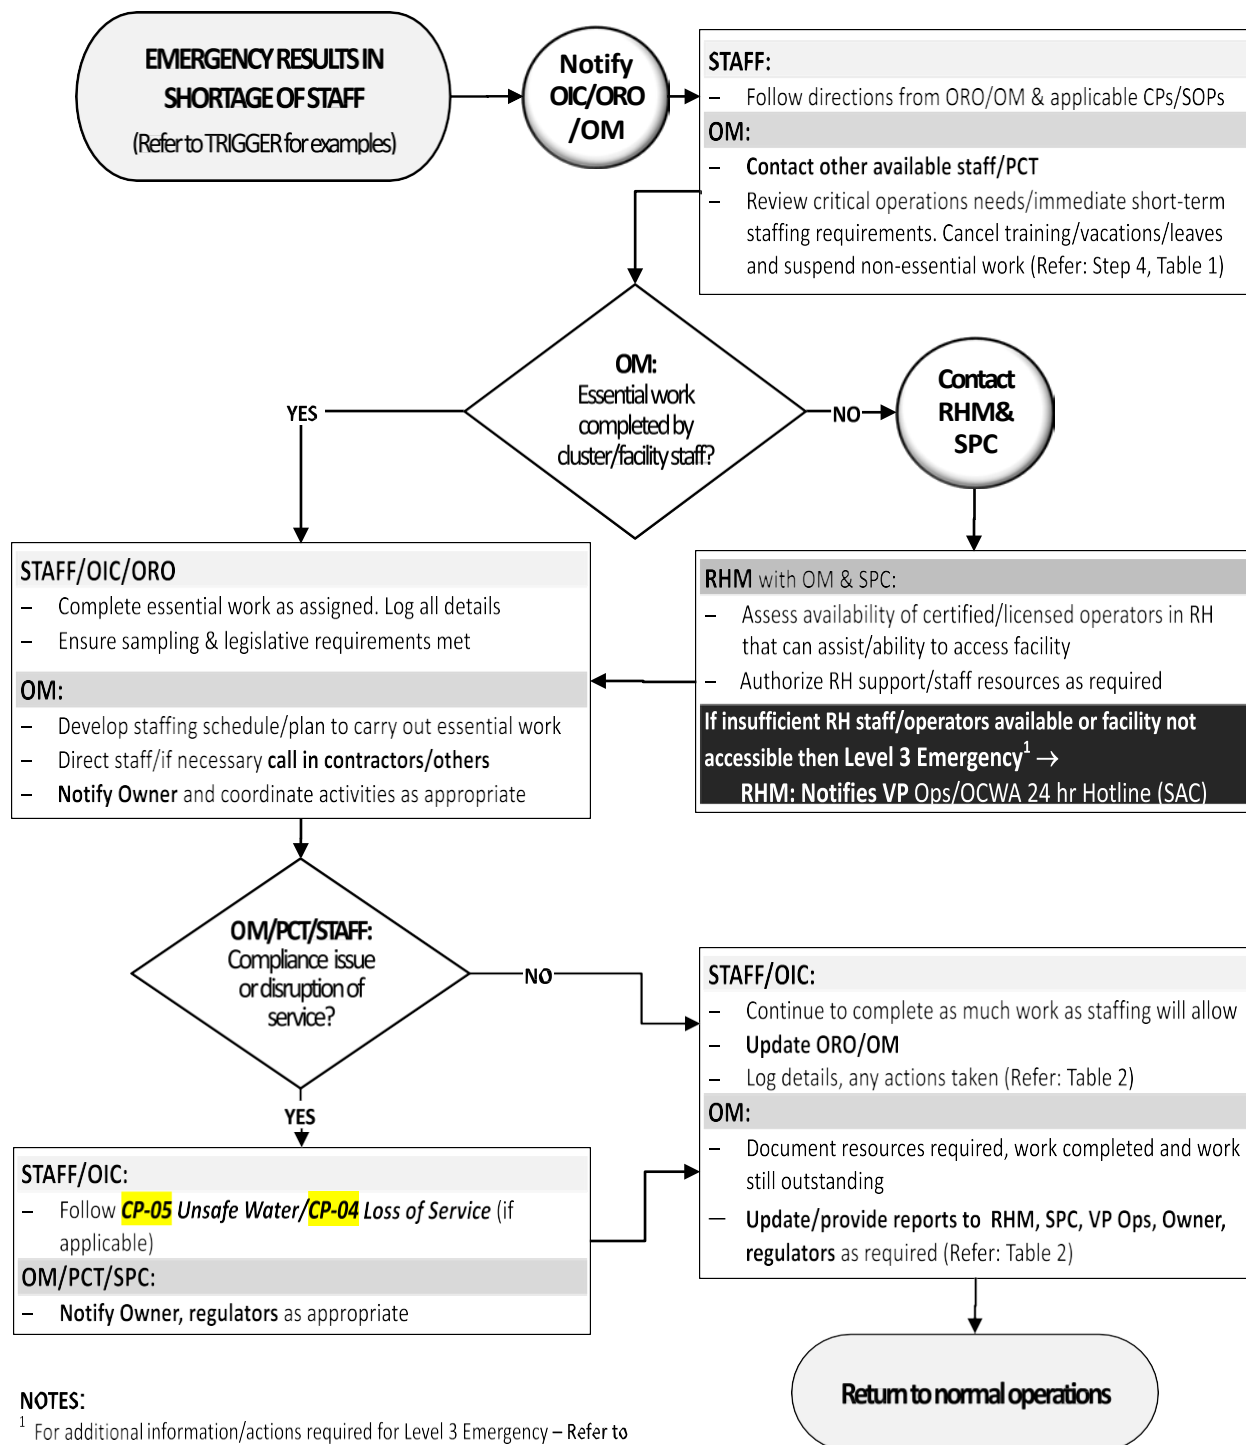 EMERGENCY RESULTS IN
SHORTAGE OF STAFF
(Refer to TRIGGER for examples)
Notify
OIC/ORO
/OM
STAFF:
– Follow directions from ORO/OM & applicable CPs/SOPs
OM:
– Contact other available staff/PCT
– Review critical operations needs/immediate short-term
staffing requirements. Cancel training/vacations/leaves
and suspend non-essential work (Refer: Step 4, Table 1)
OM:
Essential work
completed by
cluster/facility staff?
YES
NO
Contact
RHM&
SPC
STAFF/OIC/ORO
– Complete essential work as assigned. Log all details
– Ensure sampling & legislative requirements met
OM:
– Develop staffing schedule/plan to carry out essential work
– Direct staff/if necessary call in contractors/others
– Notify Owner and coordinate activities as appropriate
RHM with OM & SPC:
– Assess availability of certified/licensed operators in RH
that can assist/ability to access facility
– Authorize RH support/staff resources as required
If insufficient RH staff/operators available or facility not
accessible then Level 3 Emergency¹ →
RHM: Notifies VP Ops/OCWA 24 hr Hotline (SAC)
OM/PCT/STAFF:
Compliance issue
or disruption of
service?
NO
YES
STAFF/OIC:
– Follow CP-05 Unsafe Water/CP-04 Loss of Service (if
applicable)
OM/PCT/SPC:
– Notify Owner, regulators as appropriate
STAFF/OIC:
– Continue to complete as much work as staffing will allow
– Update ORO/OM
– Log details, any actions taken (Refer: Table 2)
OM:
– Document resources required, work completed and work
still outstanding
– Update/provide reports to RHM, SPC, VP Ops, Owner,
regulators as required (Refer: Table 2)
Return to normal operations
NOTES:
¹ For additional information/actions required for Level 3 Emergency – Refer to